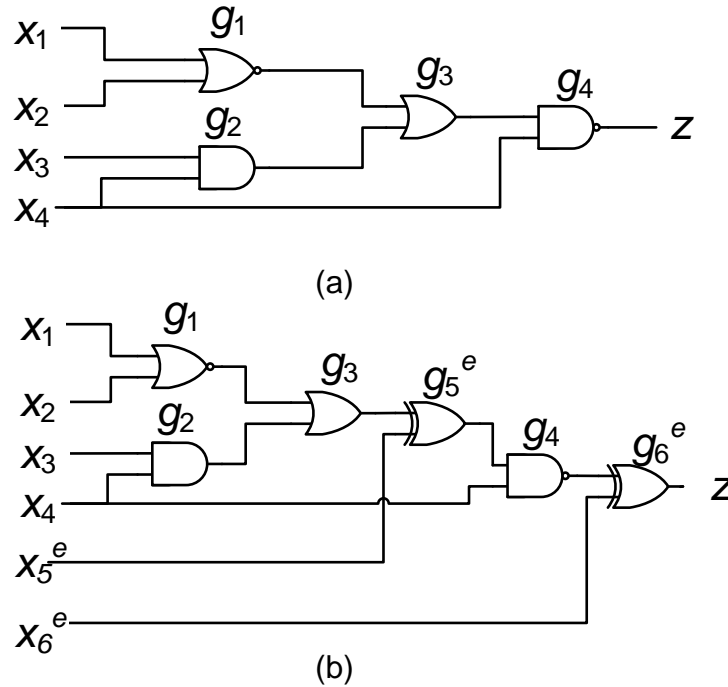 x₁
g₁
x₂
g₂
g₃
g₄
z
x₃
x₄
(a)
x₁
g₁
x₂
g₂
g₃
g₅ᵉ
g₄
g₆ᵉ
z
x₃
x₄
x₅ᵉ
x₆ᵉ
(b)